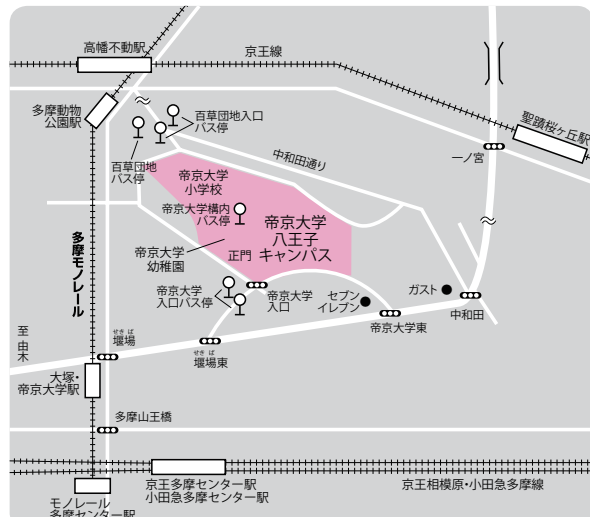 高幡不動駅
京王線
多摩動物
公園駅
百草団地入口
バス停
聖蹟桜ヶ丘駅
一ノ宮
中和田通り
百草団地
バス停
帝京大学
小学校
帝京大学構内
バス停
帝京大学
八王子
キャンパス
帝京大学
幼稚園
正門
多摩モノレール
帝京大学
入口バス停
帝京大学
入口
セブン
イレブン
ガスト
中和田
帝京大学東
至由木
せきば
堰場
せきば
堰場東
大塚・
帝京大学駅
多摩山王橋
京王多摩センター駅
小田急多摩センター駅
京王相模原・小田急多摩線
モノレール
多摩センター駅